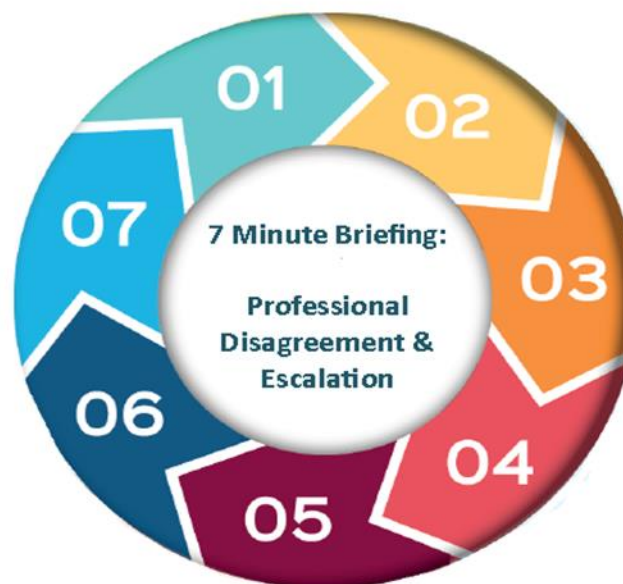 01
02
03
04
05
06
07
7 Minute Briefing:
Professional
Disagreement &
Escalation